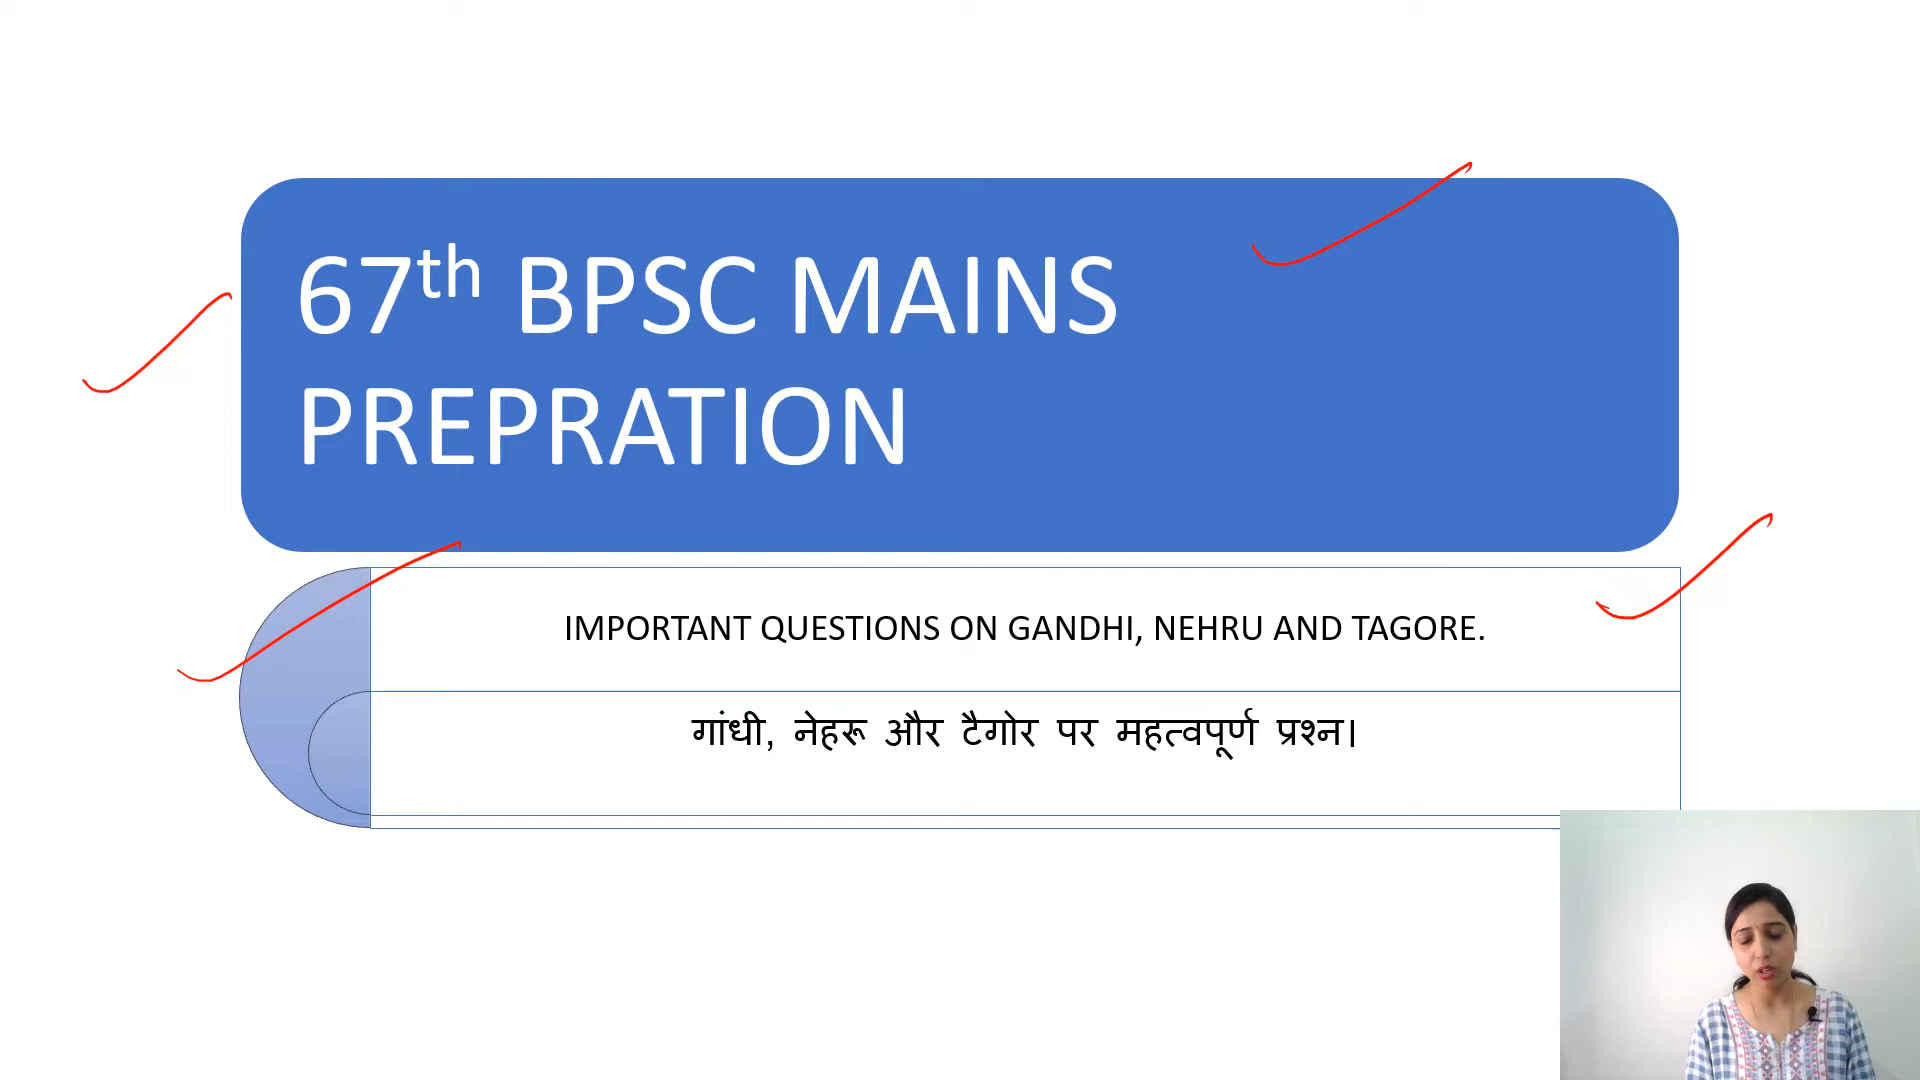 67th BPSC MAINS
PREPRATION
IMPORTANT QUESTIONS ON GANDHI, NEHRU AND TAGORE.
गांधी, नेहरू और टैगोर पर महत्वपूर्ण प्रश्न।